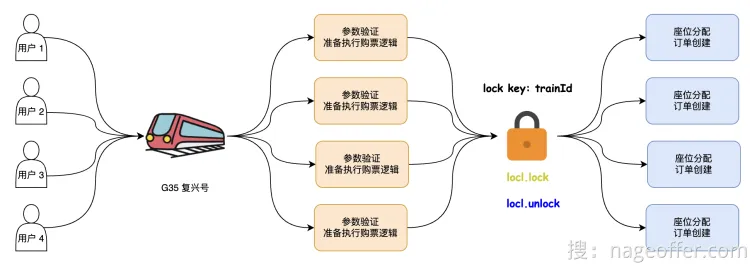 用户 1
用户 2
用户 3
用户 4
G35 复兴号
参数验证
准备执行购票逻辑
参数验证
准备执行购票逻辑
参数验证
准备执行购票逻辑
参数验证
准备执行购票逻辑
lock key: trainId
locl.lock
locl.unlock
座位分配
订单创建
座位分配
订单创建
座位分配
订单创建
座位分配
订单创建
搜：nageoffer.com